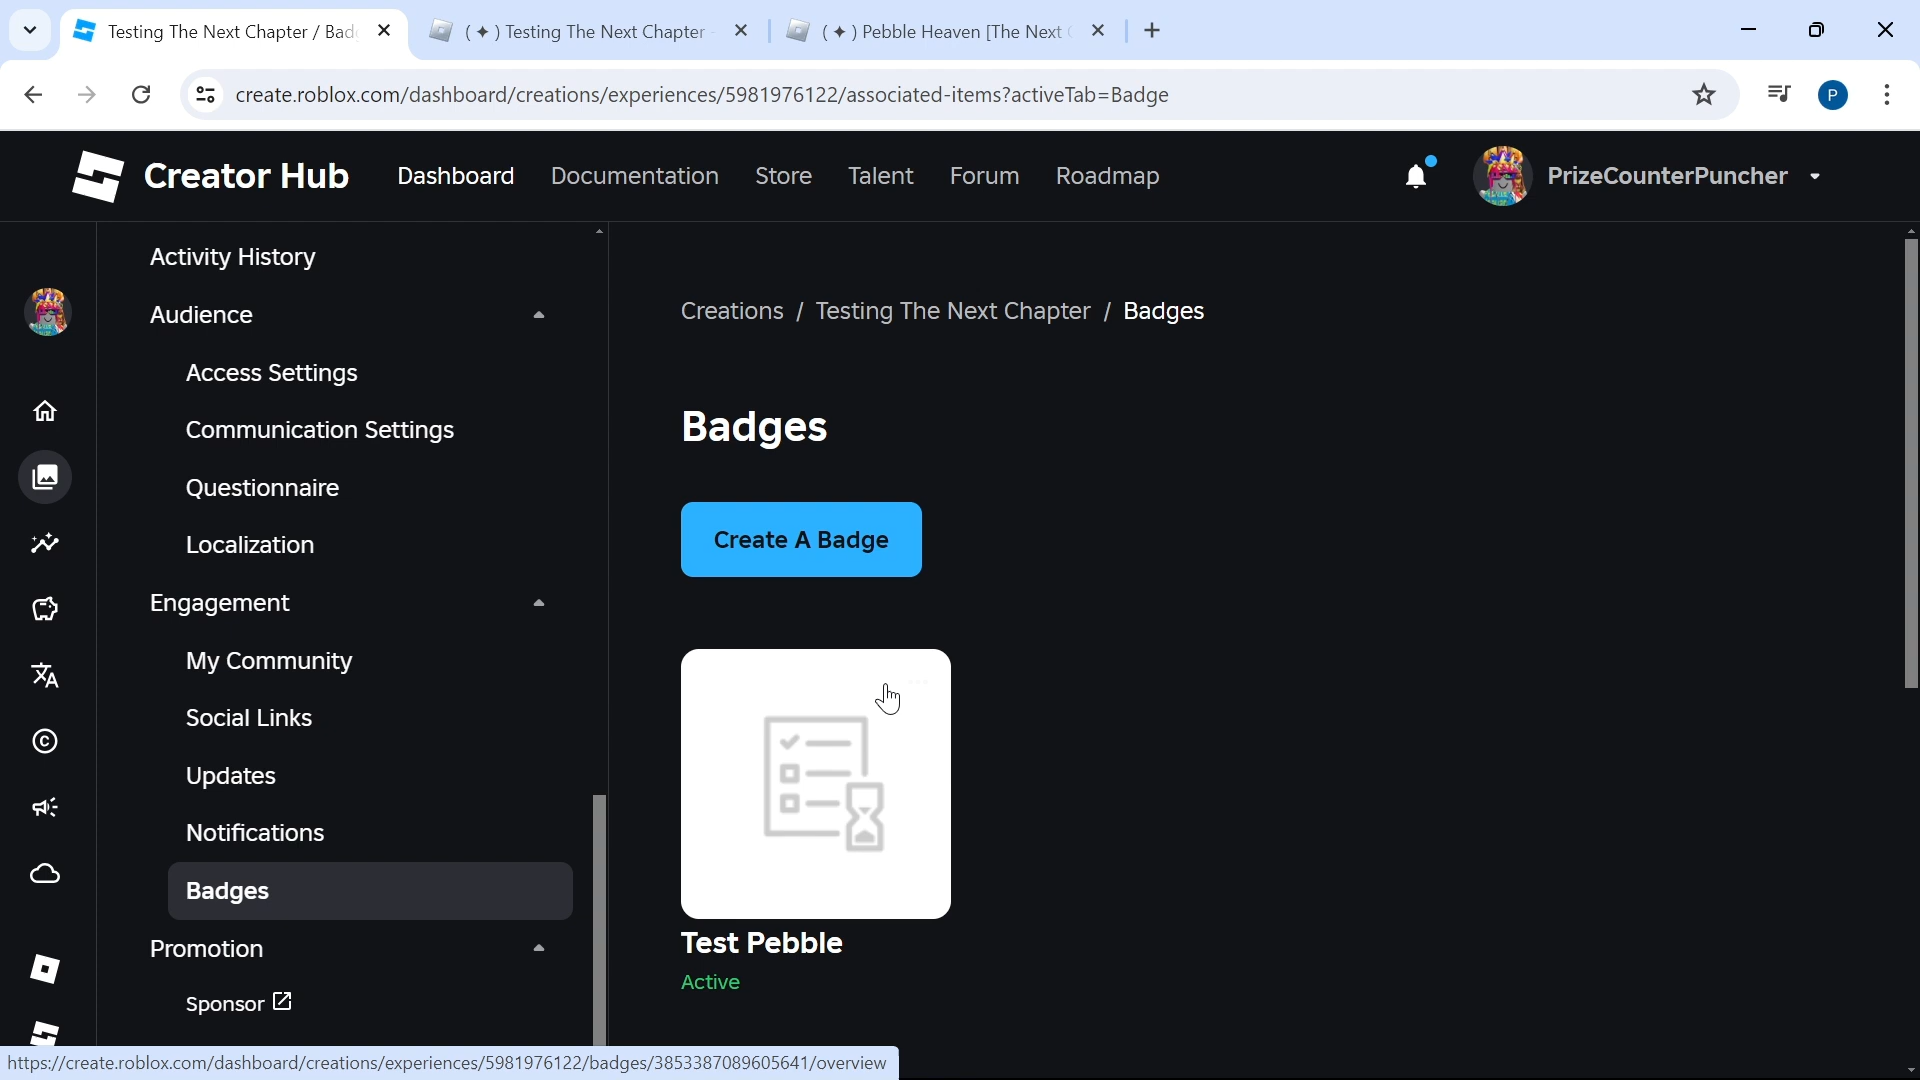 Testing The Next Chapter / Bad
( ✦ ) Testing The Next Chapter -
( ✦ ) Pebble Heaven [The Next C
create.roblox.com/dashboard/creations/experiences/5981976122/associated-items?activeTab=Badge
P
Creator Hub
Dashboard
Documentation
Store
Talent
Forum
Roadmap
PrizeCounterPuncher
Activity History
Audience
Access Settings
Communication Settings
Questionnaire
Localization
Engagement
My Community
Social Links
Updates
Notifications
Badges
Promotion
Sponsor
Creations / Testing The Next Chapter / Badges
Badges
Create A Badge
Test Pebble
Active
https://create.roblox.com/dashboard/creations/experiences/5981976122/badges/3853387089605641/overview